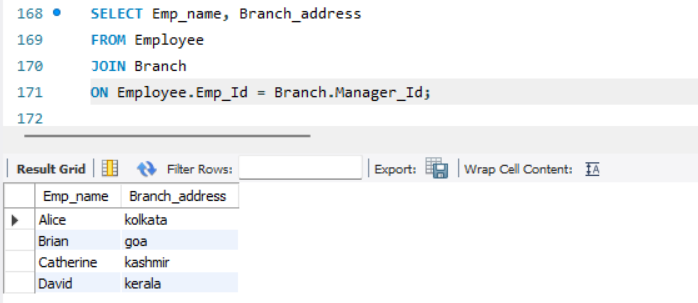 168 SELECT Emp_name, Branch_address
169 FROM Employee
170 JOIN Branch
171 ON Employee.Emp_Id = Branch.Manager_Id;
172
Result Grid Filter Rows: Export: Wrap Cell Content:
Emp_name Branch_address
Alice kolkata
Brian goa
Catherine kashmir
David kerala